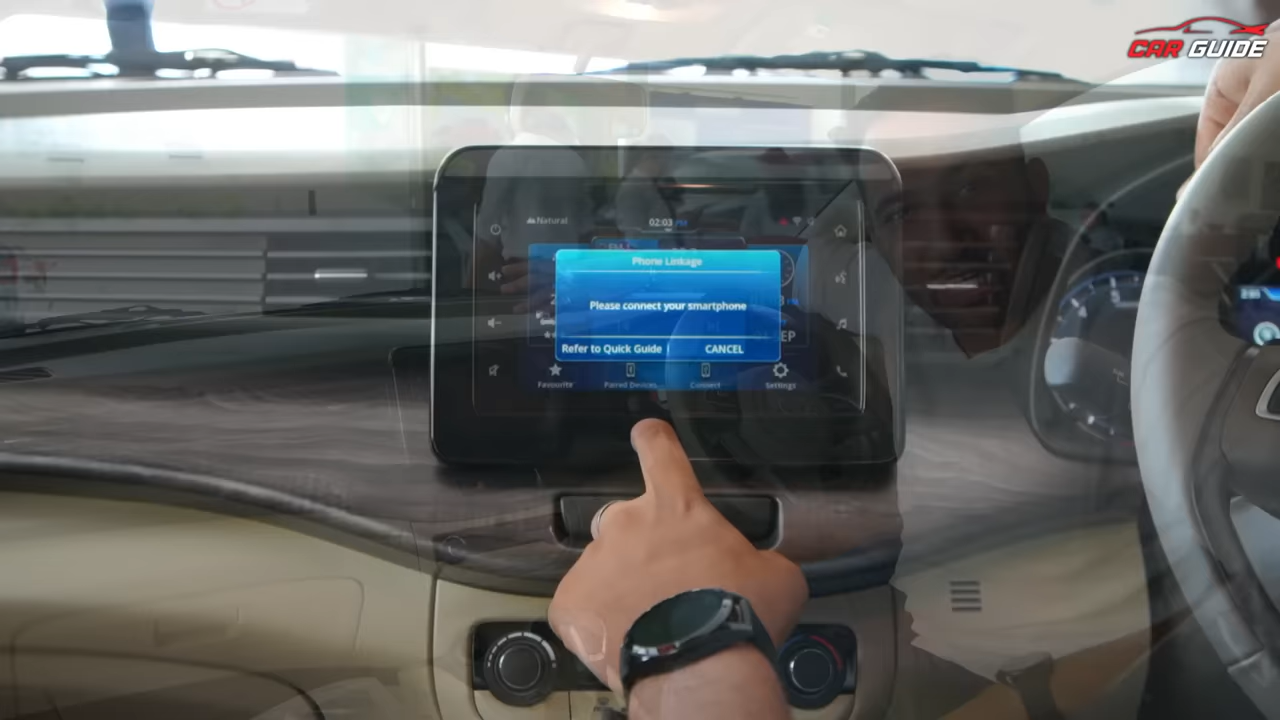 CAR GUIDE
Natural
02:03 PM
Phone Linkage
Please connect your smartphone
Refer to Quick Guide
CANCEL
Favourite
Paired Devices
Connect
Settings